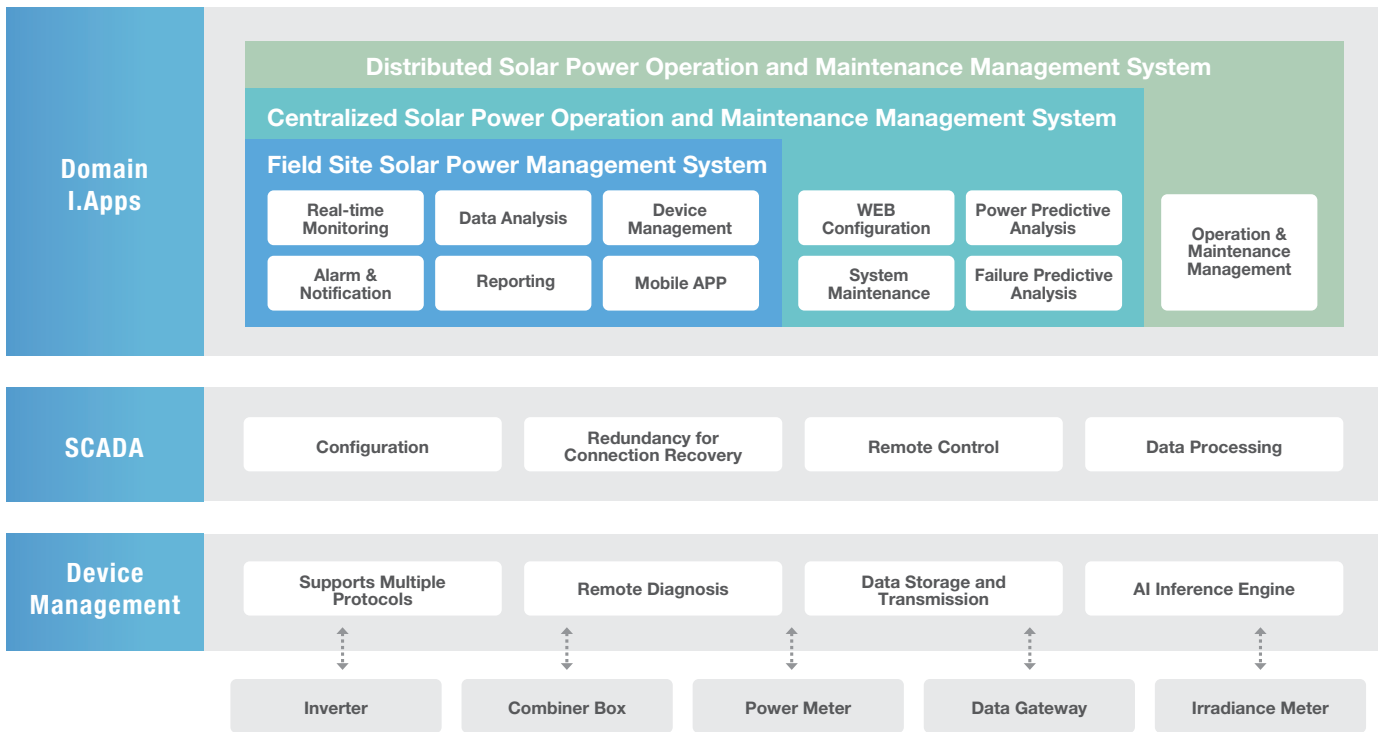 Domain
I.Apps
Distributed Solar Power Operation and Maintenance Management System
Centralized Solar Power Operation and Maintenance Management System
Field Site Solar Power Management System
Real-time
Monitoring
Data Analysis
Device
Management
WEB
Configuration
Power Predictive
Analysis
Alarm &
Notification
Reporting
Mobile APP
System
Maintenance
Failure Predictive
Analysis
Operation &
Maintenance
Management
SCADA
Configuration
Redundancy for
Connection Recovery
Remote Control
Data Processing
Device
Management
Supports Multiple
Protocols
Remote Diagnosis
Data Storage and
Transmission
AI Inference Engine
Inverter
Combiner Box
Power Meter
Data Gateway
Irradiance Meter